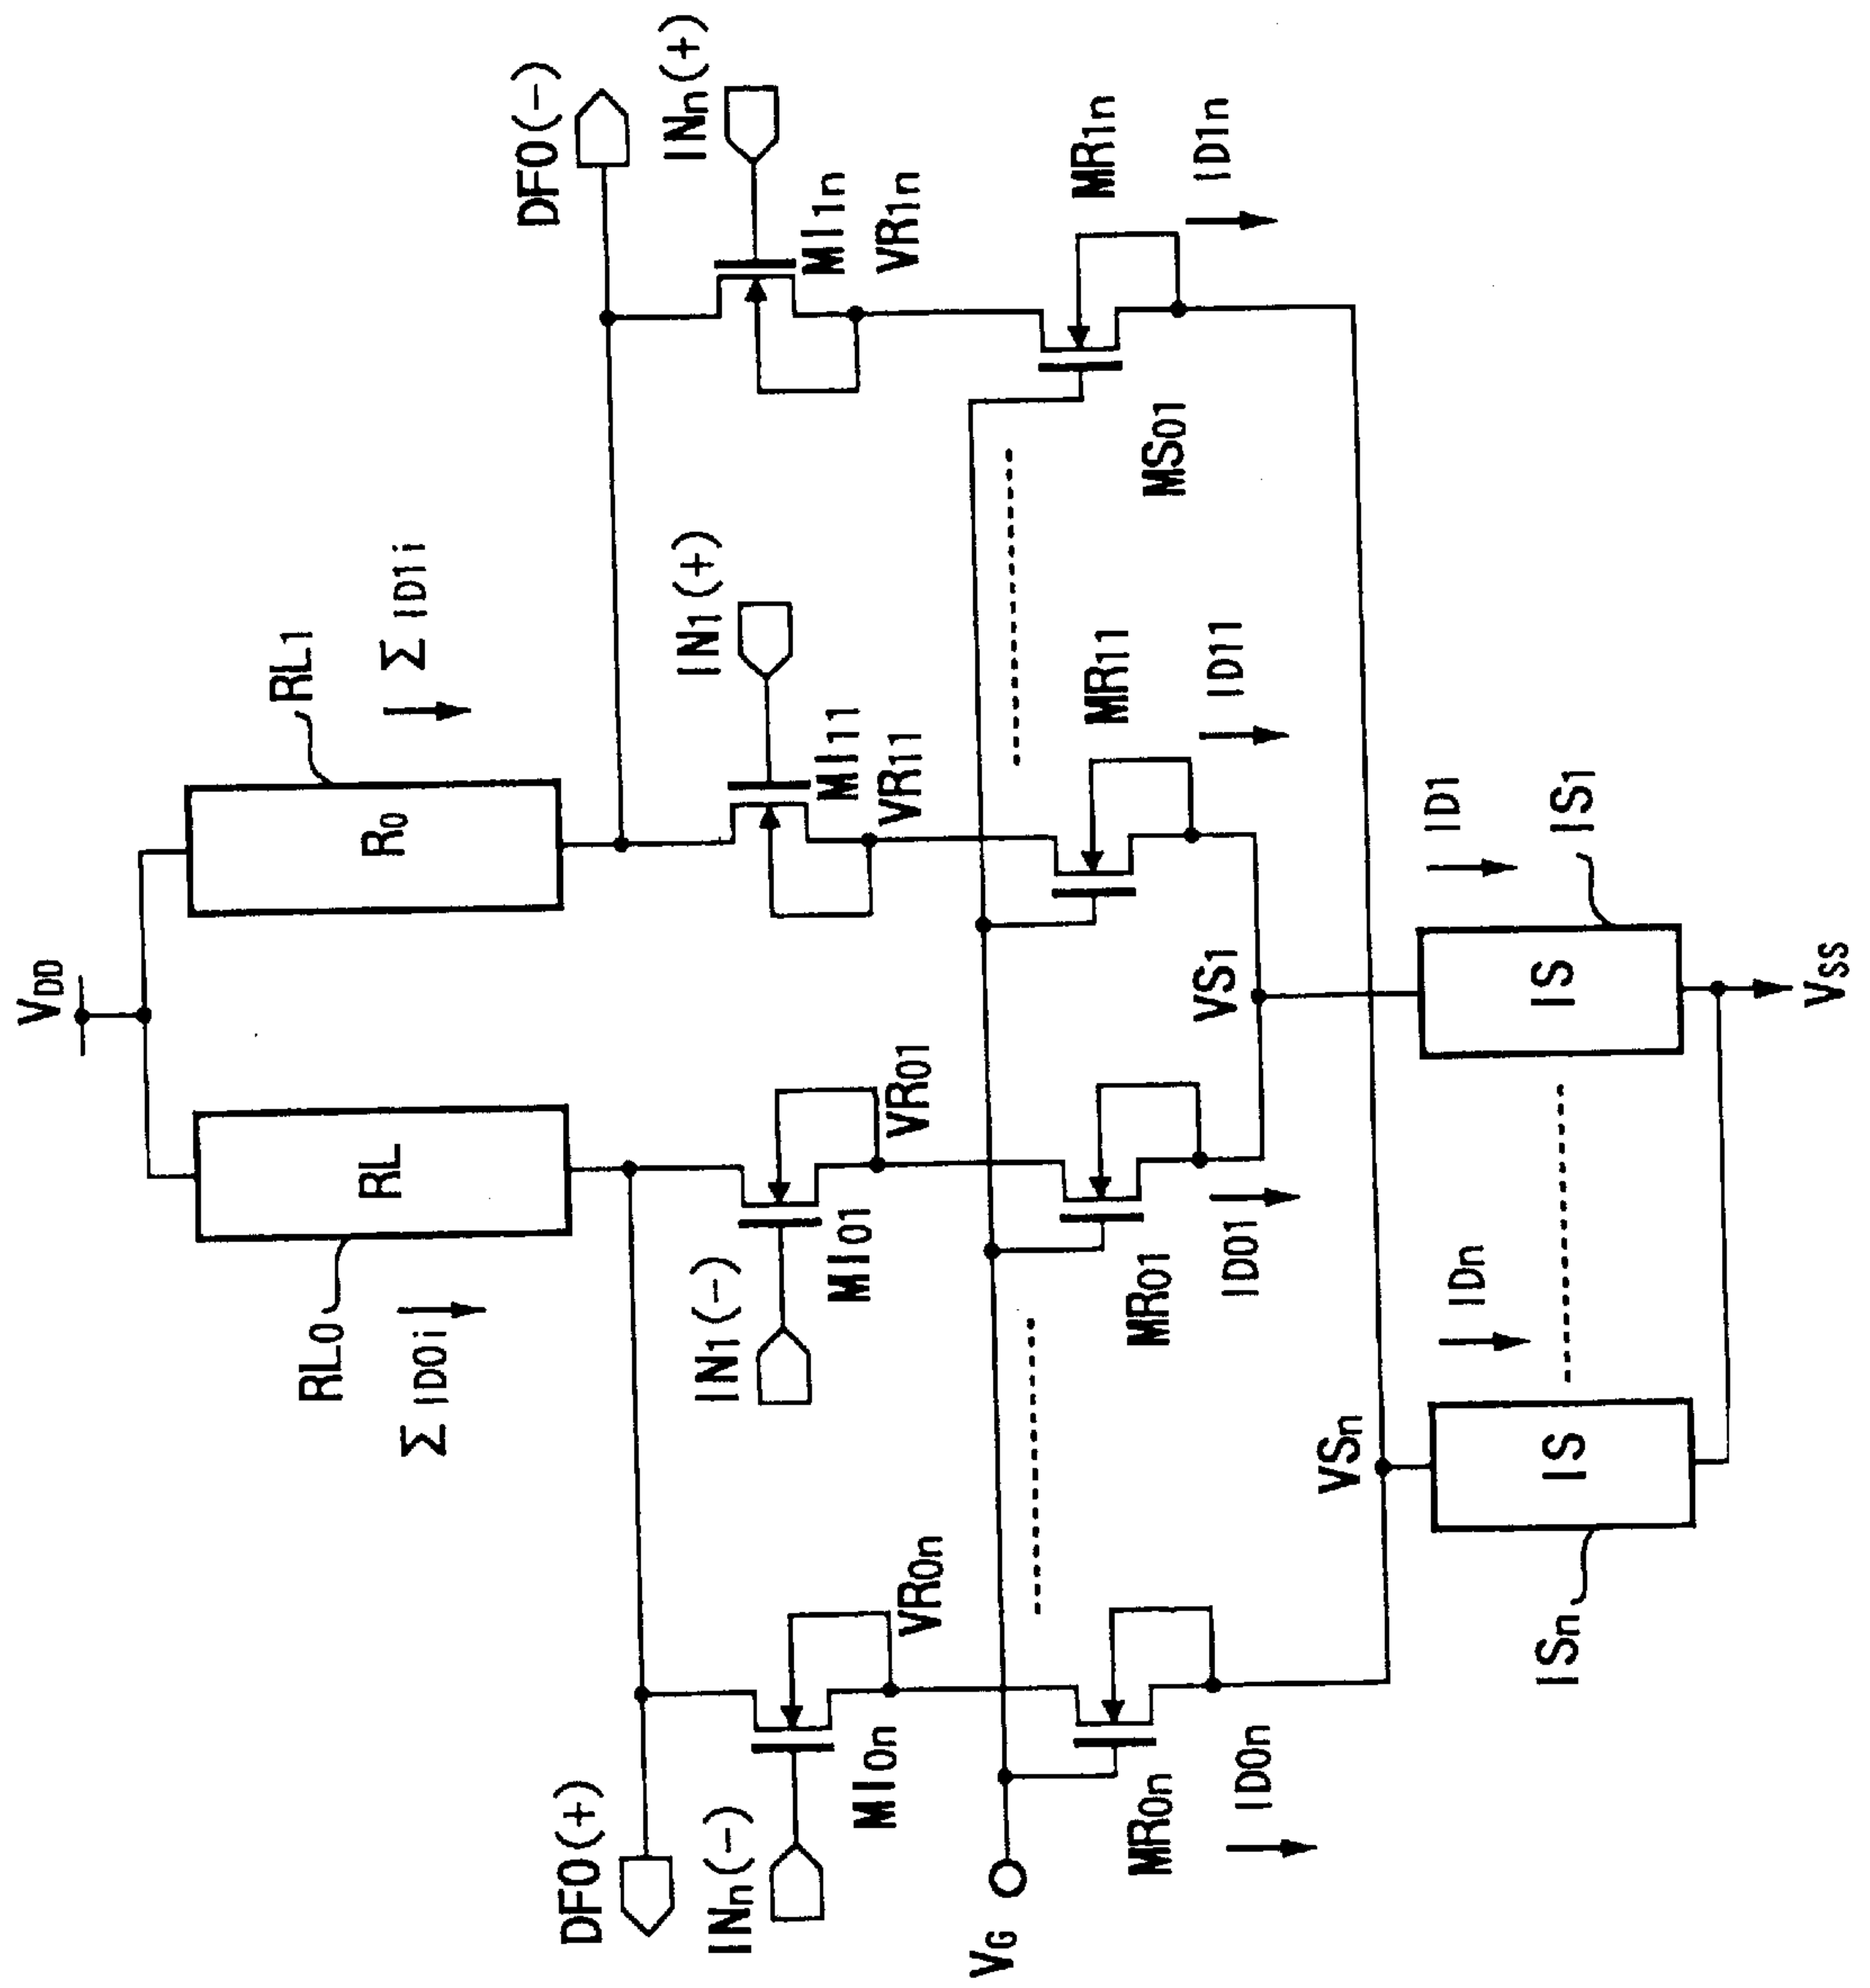 VDD
RL1
RL0
RL
R0
Σ ID0i
Σ ID1i
DFO(+)
DFO(-)
INn(-)
IN1(-)
IN1(+)
INn(+)
MI0n
MI01
MI11
MI1n
VR0n
VR01
VR11
VR1n
VG
MR0n
MR01
MR11
MR1n
MS01
ID0n
ID01
ID11
ID1n
VSn
VS1
IDn
ID1
ISn
IS
IS
IS1
VSS